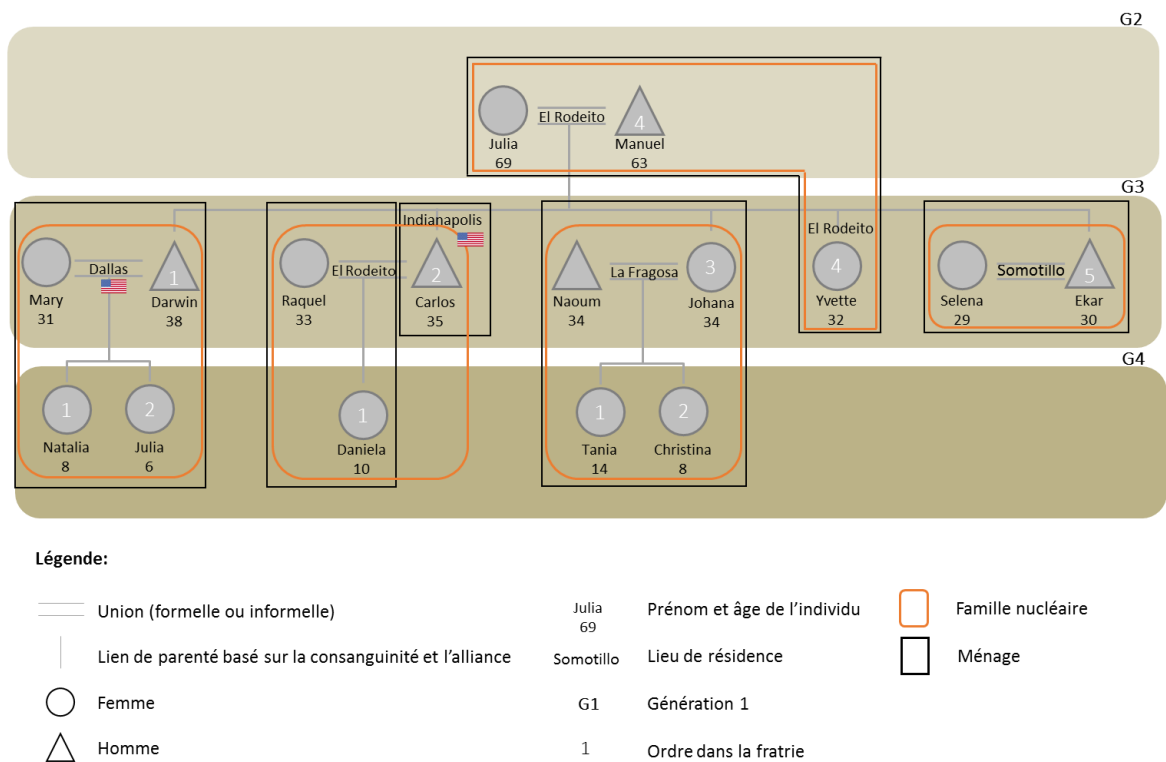 G2
El Rodeito
4
Julia
69
Manuel
63
G3
Indianapolis
El Rodeito
Mary
31
Dallas
1
Darwin
38
Raquel
33
El Rodeito
2
Carlos
35
Naoum
34
La Fragosa
3
Johana
34
4
Yvette
32
Selena
29
Somotillo
5
Ekar
30
G4
1
Natalia
8
2
Julia
6
1
Daniela
10
1
Tania
14
2
Christina
8
Légende:
Union (formelle ou informelle)
Julia
69
Prénom et âge de l'individu
Famille nucléaire
Lien de parenté basé sur la consanguinité et l'alliance
Somotillo
Lieu de résidence
Ménage
Femme
G1
Génération 1
Homme
1
Ordre dans la fratrie